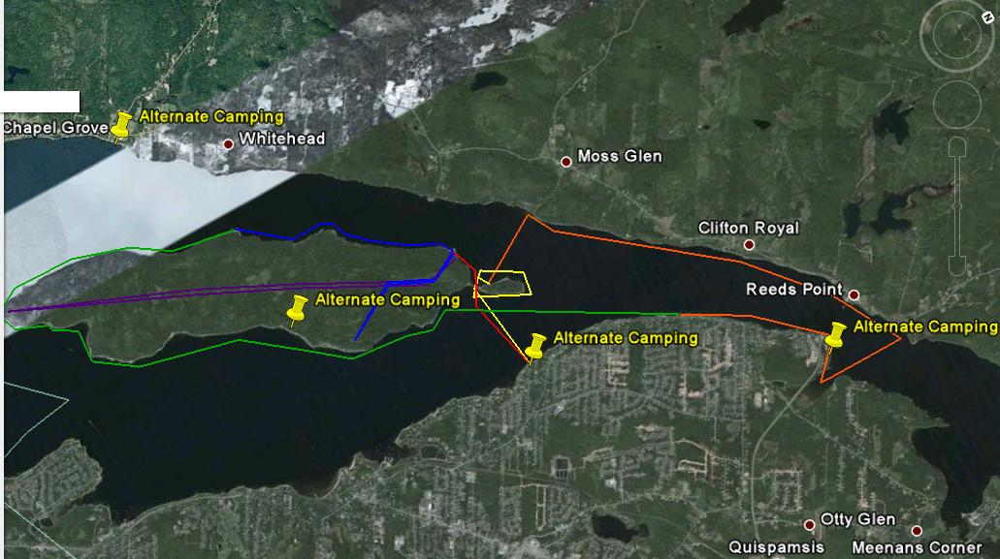 N
Alternate Camping
Chapel Grove
Whitehead
Moss Glen
Clifton Royal
Reeds Point
Alternate Camping
Alternate Camping
Alternate Camping
Otty Glen
Quispamsis
Meenans Corner